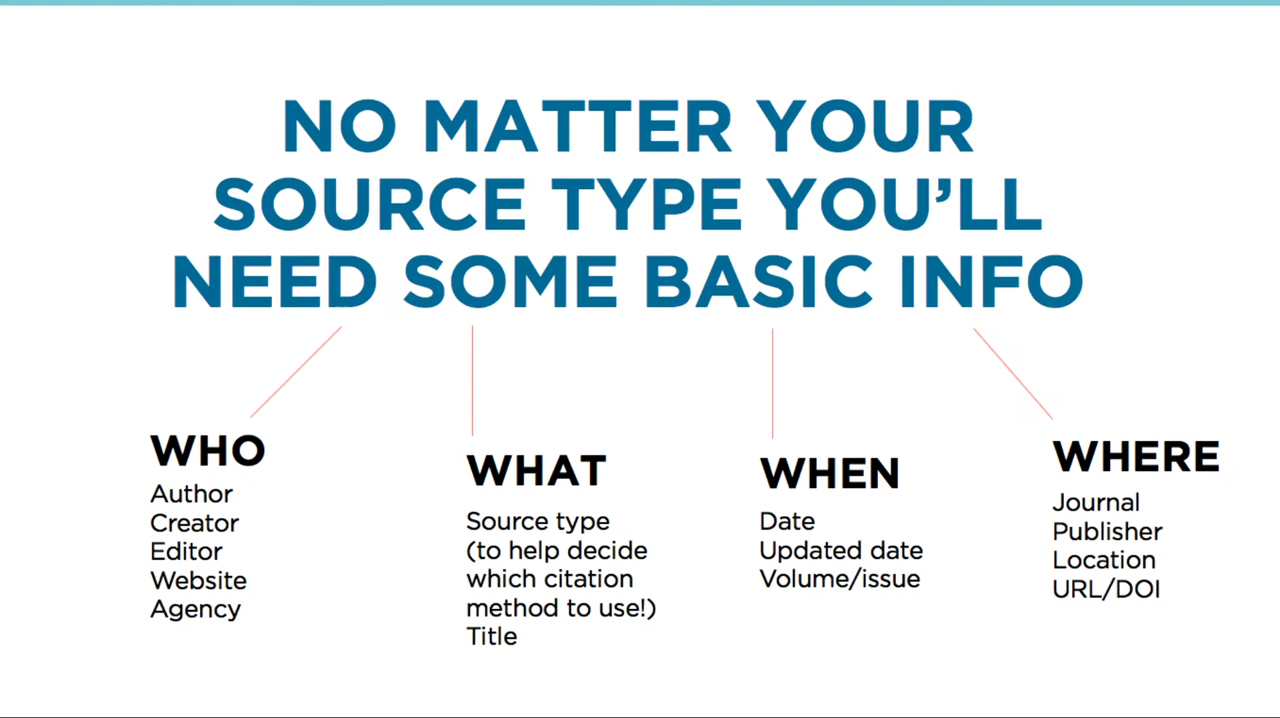 NO MATTER YOUR
SOURCE TYPE YOU’LL
NEED SOME BASIC INFO
WHO
Author
Creator
Editor
Website
Agency
WHAT
Source type
(to help decide
which citation
method to use!)
Title
WHEN
Date
Updated date
Volume/issue
WHERE
Journal
Publisher
Location
URL/DOI